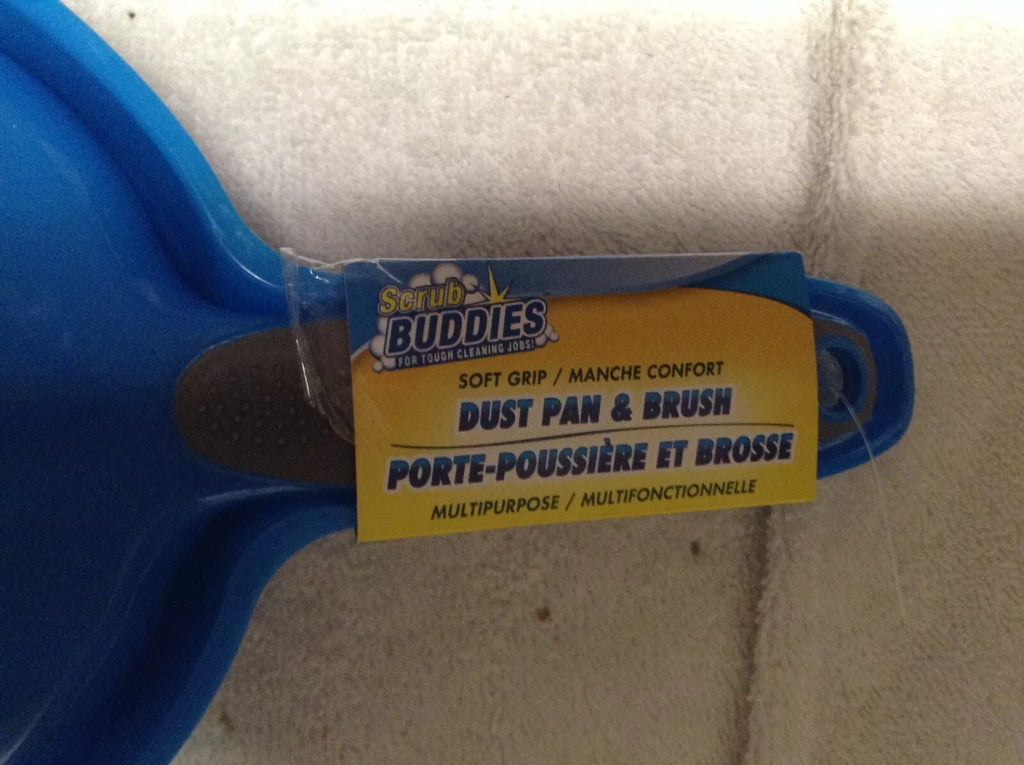 Scrub
BUDDIES
FOR TOUGH CLEANING JOBS!
SOFT GRIP / MANCHE CONFORT
DUST PAN & BRUSH
PORTE-POUSSIÈRE ET BROSSE
MULTIPURPOSE / MULTIFONCTIONNELLE